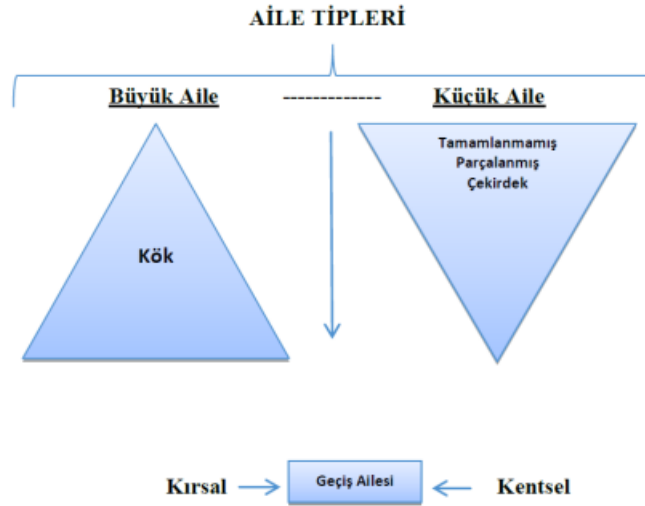 AİLE TİPLERİ
Büyük Aile ------------- Küçük Aile
Tamamlanmamış
Parçalanmış
Çekirdek
Kök
Kırsal Geçiş Ailesi Kentsel